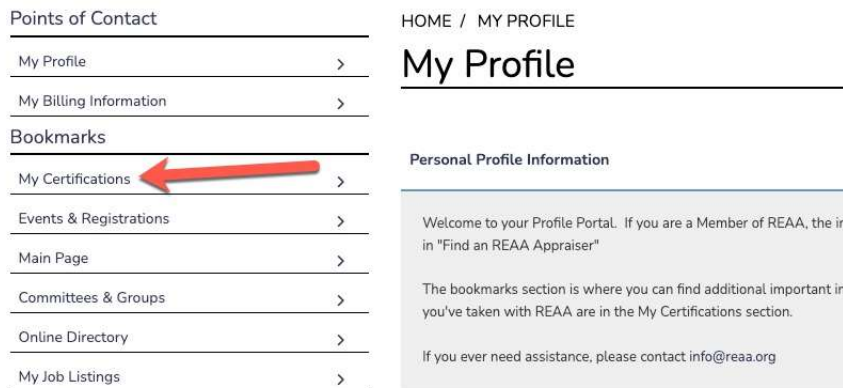 Points of Contact
My Profile
My Billing Information
Bookmarks
My Certifications
Events & Registrations
Main Page
Committees & Groups
Online Directory
My Job Listings
HOME / MY PROFILE
My Profile
Personal Profile Information
Welcome to your Profile Portal. If you are a Member of REAA, the
in "Find an REAA Appraiser"
The bookmarks section is where you can find additional important
you've taken with REAA are in the My Certifications section.
If you ever need assistance, please contact info@reaa.org